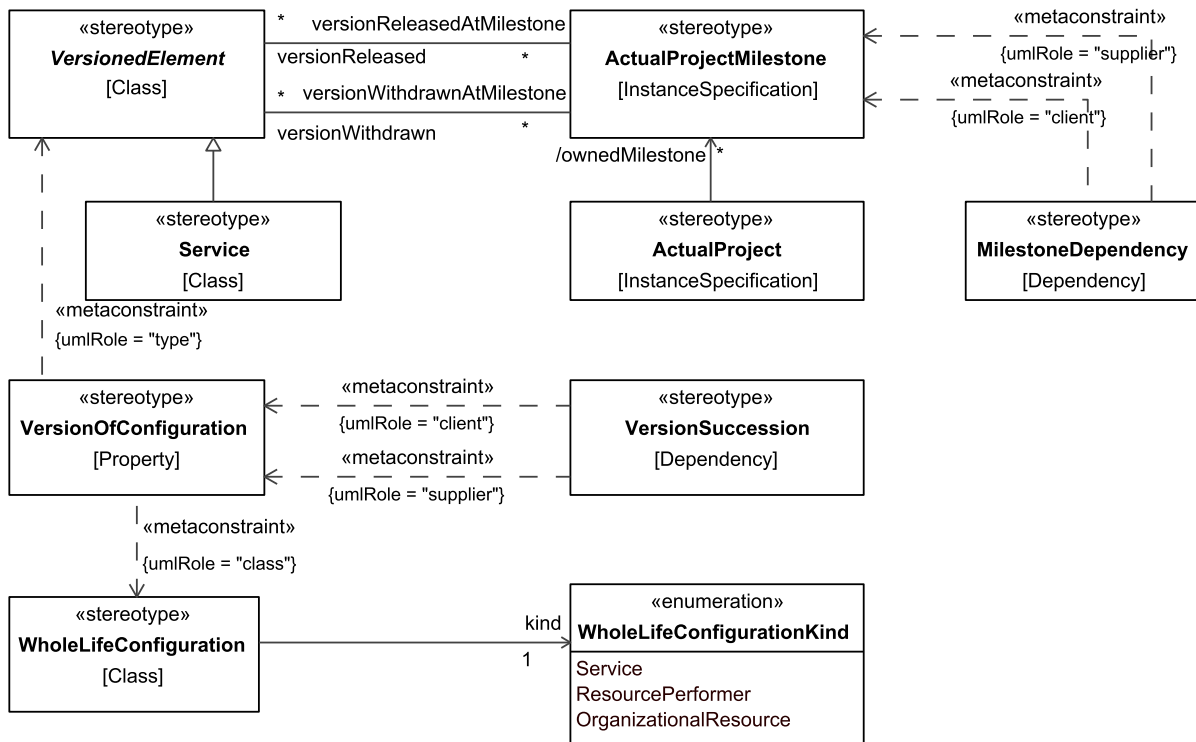 «stereotype»
VersionedElement
[Class]
* versionReleasedAtMilestone
versionReleased *
* versionWithdrawnAtMilestone
versionWithdrawn *
«stereotype»
ActualProjectMilestone
[InstanceSpecification]
«metaconstraint»
{umlRole = "supplier"}
«metaconstraint»
{umlRole = "client"}
/ownedMilestone *
«stereotype»
Service
[Class]
«stereotype»
ActualProject
[InstanceSpecification]
«stereotype»
MilestoneDependency
[Dependency]
«metaconstraint»
{umlRole = "type"}
«stereotype»
VersionOfConfiguration
[Property]
«metaconstraint»
{umlRole = "client"}
«metaconstraint»
{umlRole = "supplier"}
«stereotype»
VersionSuccession
[Dependency]
«metaconstraint»
{umlRole = "class"}
«stereotype»
WholeLifeConfiguration
[Class]
kind
1
«enumeration»
WholeLifeConfigurationKind
Service
ResourcePerformer
OrganizationalResource